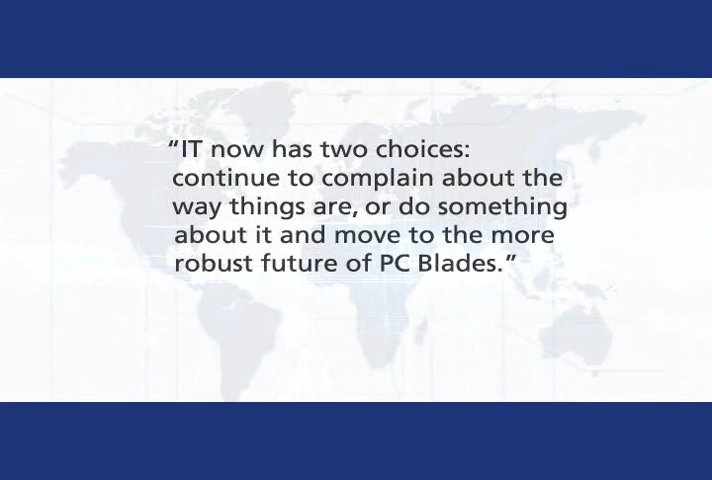 “IT now has two choices:
continue to complain about the
way things are, or do something
about it and move to the more
robust future of PC Blades.”